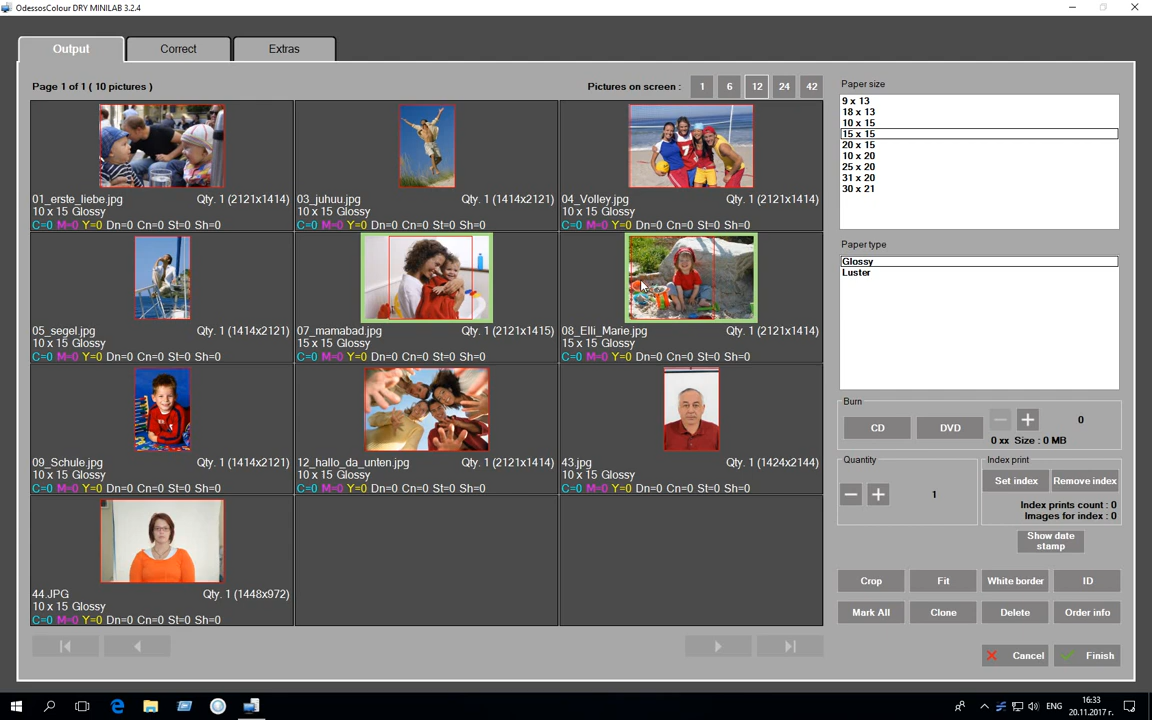 OdessosColour DRY MINILAB 3.2.4
Output Correct Extras
Page 1 of 1 ( 10 pictures )
Pictures on screen : 1 6 12 24 42
01_erste_liebe.jpg Qty. 1 (2121x1414)
10 x 15 Glossy
C=0 M=0 Y=0 Dn=0 Cn=0 St=0 Sh=0
03_juhuu.jpg Qty. 1 (1414x2121)
10 x 15 Glossy
C=0 M=0 Y=0 Dn=0 Cn=0 St=0 Sh=0
04_Volley.jpg Qty. 1 (2121x1414)
10 x 15 Glossy
C=0 M=0 Y=0 Dn=0 Cn=0 St=0 Sh=0
05_segel.jpg Qty. 1 (1414x2121)
10 x 15 Glossy
C=0 M=0 Y=0 Dn=0 Cn=0 St=0 Sh=0
07_mamabad.jpg Qty. 1 (2121x1415)
15 x 15 Glossy
C=0 M=0 Y=0 Dn=0 Cn=0 St=0 Sh=0
08_Elli_Marie.jpg Qty. 1 (2121x1414)
15 x 15 Glossy
C=0 M=0 Y=0 Dn=0 Cn=0 St=0 Sh=0
09_Schule.jpg Qty. 1 (1414x2121)
10 x 15 Glossy
C=0 M=0 Y=0 Dn=0 Cn=0 St=0 Sh=0
12_hallo_da_unten.jpg Qty. 1 (2121x1414)
10 x 15 Glossy
C=0 M=0 Y=0 Dn=0 Cn=0 St=0 Sh=0
43.jpg Qty. 1 (1424x2144)
10 x 15 Glossy
C=0 M=0 Y=0 Dn=0 Cn=0 St=0 Sh=0
44.JPG Qty. 1 (1448x972)
10 x 15 Glossy
C=0 M=0 Y=0 Dn=0 Cn=0 St=0 Sh=0
Paper size
9 x 13
18 x 13
10 x 15
15 x 15
20 x 15
10 x 20
25 x 20
31 x 20
30 x 21
Paper type
Glossy
Luster
Burn
CD DVD 0
0 xx Size : 0 MB
Quantity
1
Index print
Set index Remove index
Index prints count : 0
Images for index : 0
Show date
stamp
Crop Fit White border ID
Mark All Clone Delete Order info
Cancel Finish
ENG
16:33
20.11.2017 г.